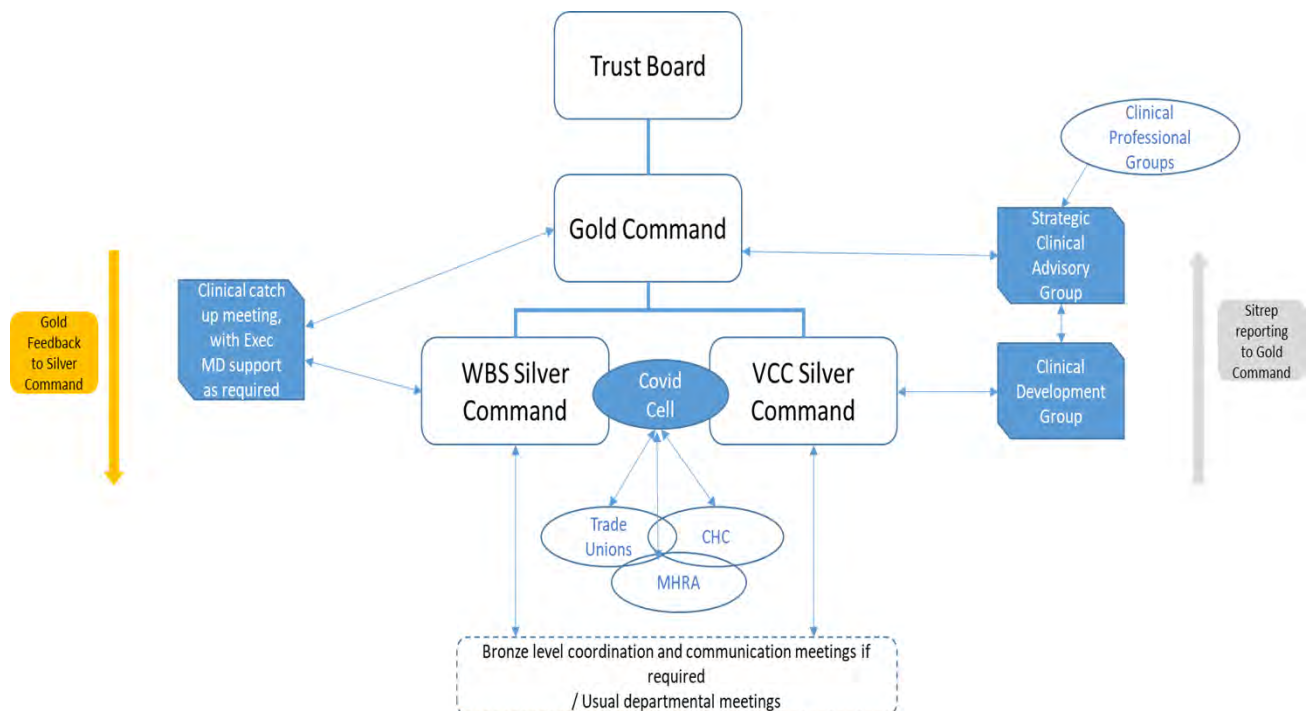 Trust Board
Clinical
Professional
Groups
Gold Command
Strategic
Clinical
Advisory
Group
Clinical catch
up meeting,
with Exec
MD support
as required
Gold
Feedback
to Silver
Command
Sitrep
reporting
to Gold
Command
WBS Silver
Command
Covid
Cell
VCC Silver
Command
Clinical
Development
Group
Trade
Unions
CHC
MHRA
Bronze level coordination and communication meetings if
required
/ Usual departmental meetings